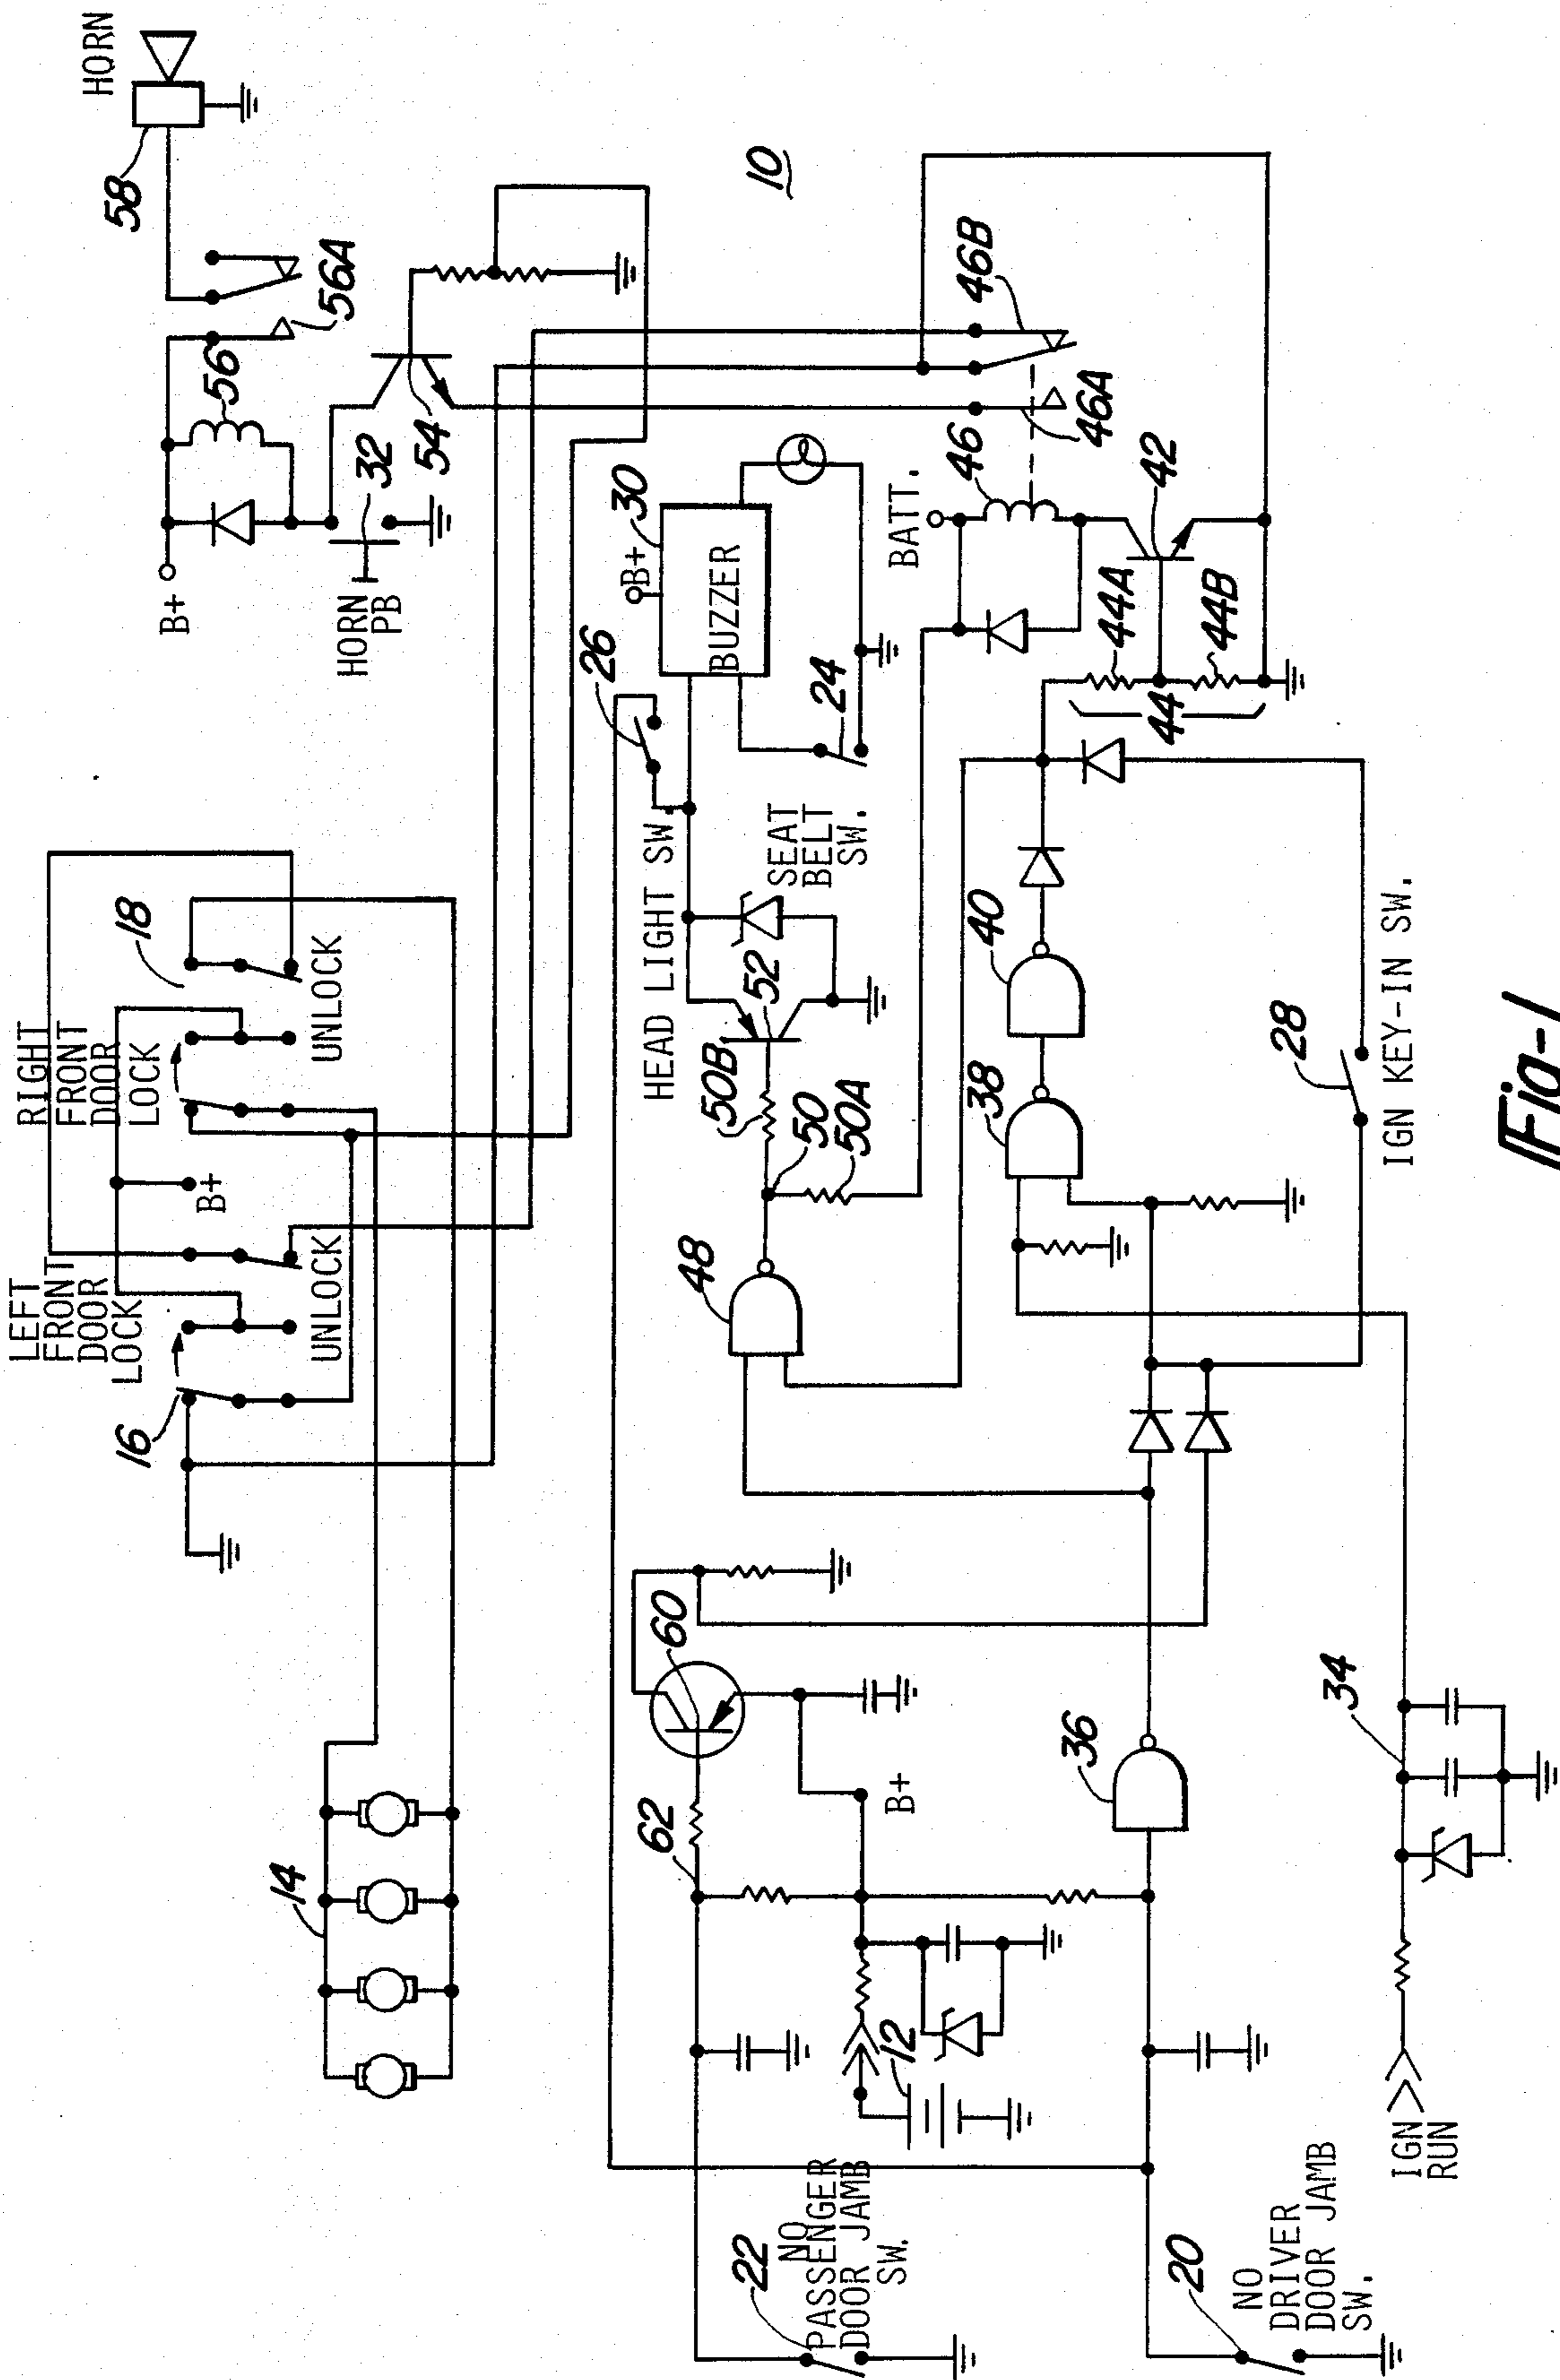 HORN
58
56A
56
B+
32
HORN
PB
54
10
46B
46A
46
BATT.
42
44A
44B
44
30
B+
BUZZER
26
24
HEAD LIGHT SW.
SEAT
BELT
SW.
52
50B
50
50A
48
40
38
28
IGN KEY-IN SW.
RIGHT
FRONT
DOOR
LOCK
18
UNLOCK
B+
LEFT
FRONT
DOOR
LOCK
16
UNLOCK
14
60
62
B+
36
34
12
22
NO
PASSENGER
DOOR JAMB
SW.
20
NO
DRIVER
DOOR JAMB
SW.
IGN
RUN
Fig-1